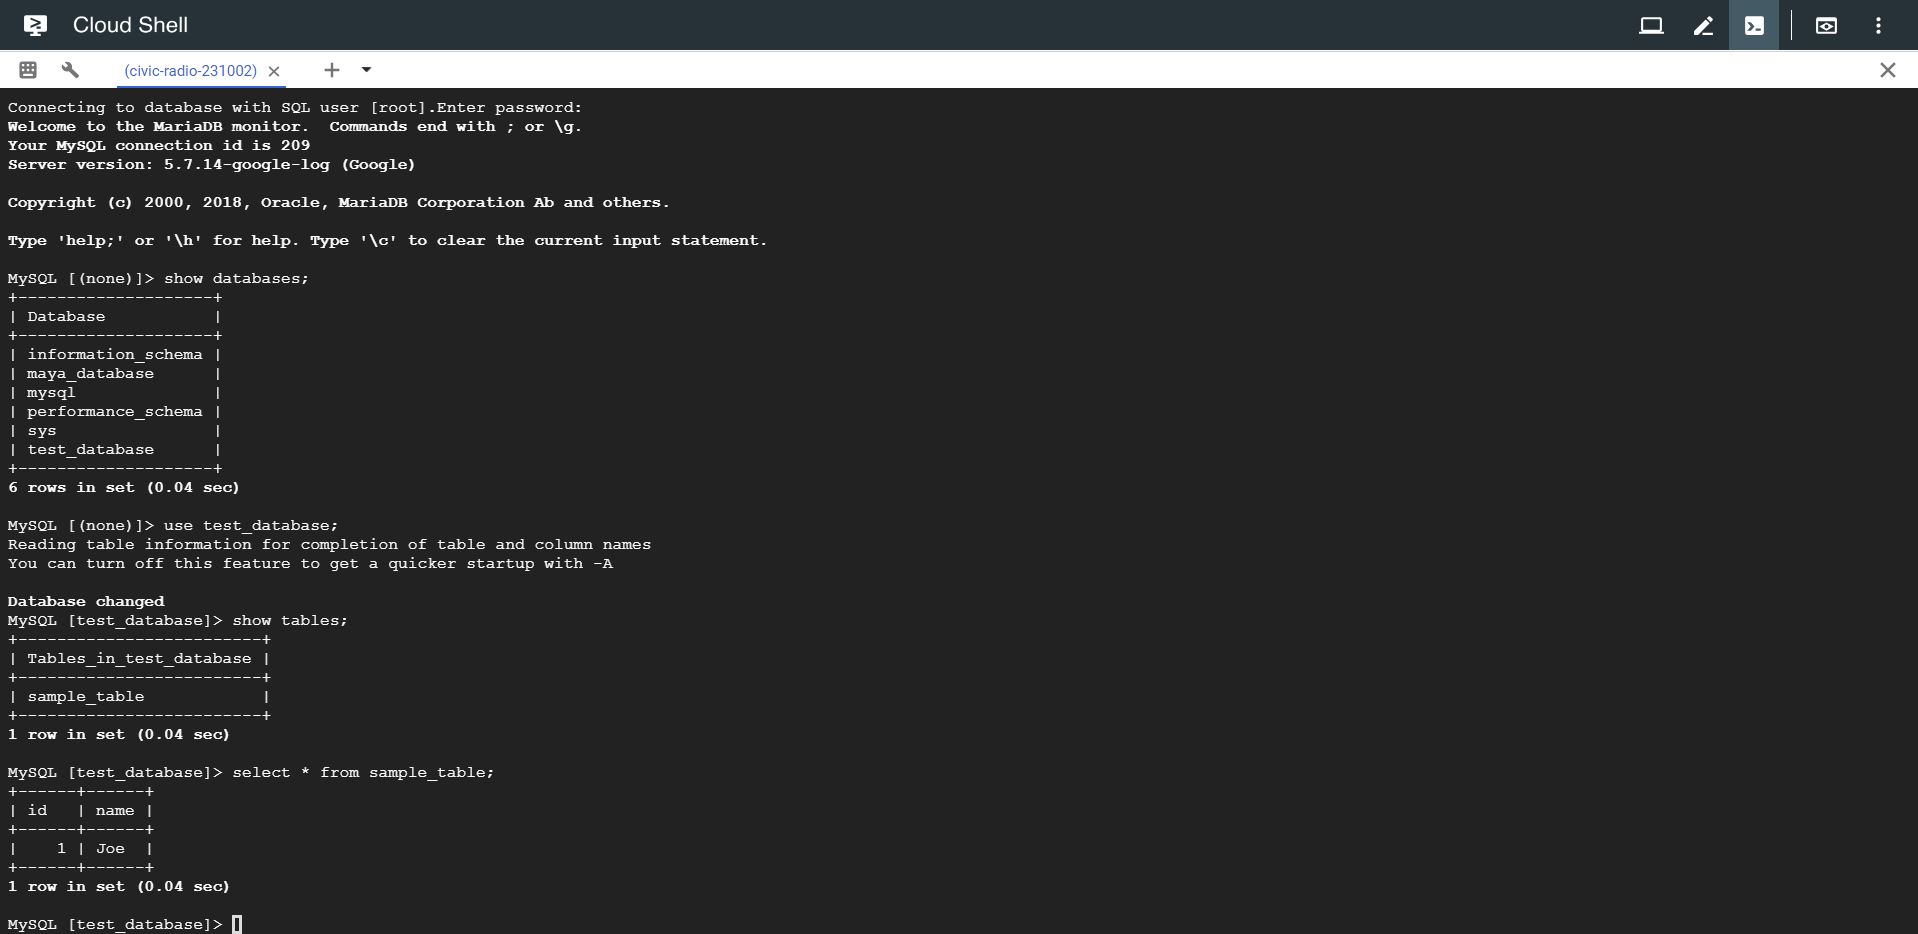 Cloud Shell
(civic-radio-231002)
Connecting to database with SQL user [root].Enter password:
Welcome to the MariaDB monitor.  Commands end with ; or \g.
Your MySQL connection id is 209
Server version: 5.7.14-google-log (Google)
Copyright (c) 2000, 2018, Oracle, MariaDB Corporation Ab and others.
Type 'help;' or '\h' for help. Type '\c' to clear the current input statement.
MySQL [(none)]> show databases;
+--------------------+
| Database           |
+--------------------+
| information_schema |
| maya_database      |
| mysql              |
| performance_schema |
| sys                |
| test_database      |
+--------------------+
6 rows in set (0.04 sec)
MySQL [(none)]> use test_database;
Reading table information for completion of table and column names
You can turn off this feature to get a quicker startup with -A
Database changed
MySQL [test_database]> show tables;
+-------------------------+
| Tables_in_test_database |
+-------------------------+
| sample_table            |
+-------------------------+
1 row in set (0.04 sec)
MySQL [test_database]> select * from sample_table;
+------+------+
| id   | name |
+------+------+
|    1 | Joe  |
+------+------+
1 row in set (0.04 sec)
MySQL [test_database]>